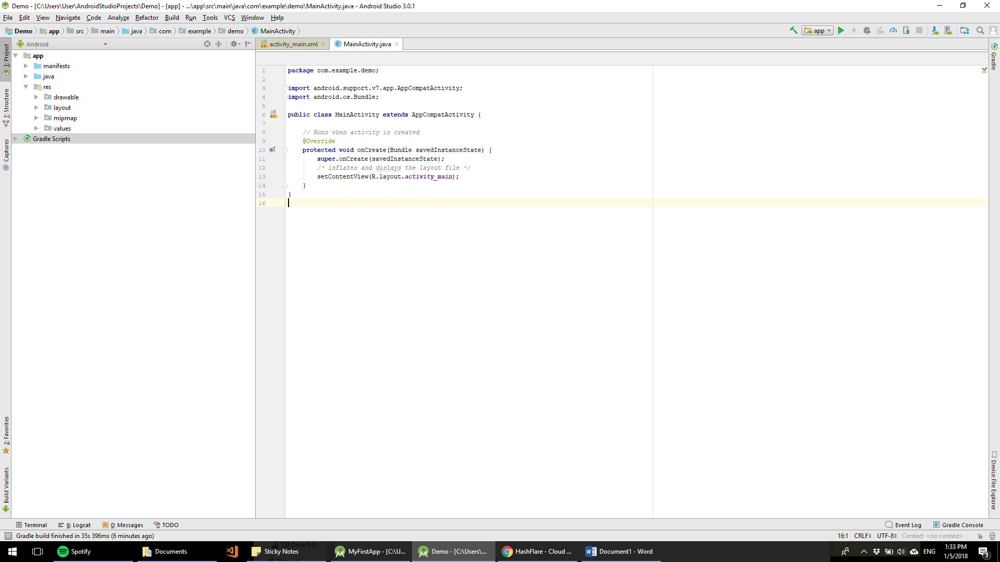 Demo - [C:\Users\User\AndroidStudioProjects\Demo] - [app] - ...\app\src\main\java\com\example\demo\MainActivity.java - Android Studio 3.0.1
File Edit View Navigate Code Analyze Refactor Build Run Tools VCS Window Help
Demo app src main java com example demo MainActivity
app
Android
activity_main.xml
MainActivity.java
1: Project
7: Structure
Captures
2: Favorites
Build Variants
app
manifests
java
res
drawable
layout
mipmap
values
Gradle Scripts
1 package com.example.demo;
2
3 import android.support.v7.app.AppCompatActivity;
4 import android.os.Bundle;
5
6 public class MainActivity extends AppCompatActivity {
7
8 // Runs when activity is created
9 @Override
10 protected void onCreate(Bundle savedInstanceState) {
11 super.onCreate(savedInstanceState);
12 /* inflates and dislays the layout file */
13 setContentView(R.layout.activity_main);
14 }
15 }
16
Gradle
Device File Explorer
Terminal 6: Logcat 0: Messages TODO
Event Log Gradle Console
Gradle build finished in 35s 396ms (6 minutes ago)
16:1 CRLF UTF-8 Context: <no context>
Spotify
Documents
CD Drive (H:)
Sticky Notes
MyFirstApp - [C:\U...
Demo - [C:\Users\...
HashFlare - Cloud ...
Document1 - Word
ENG
1:33 PM
1/5/2018
3